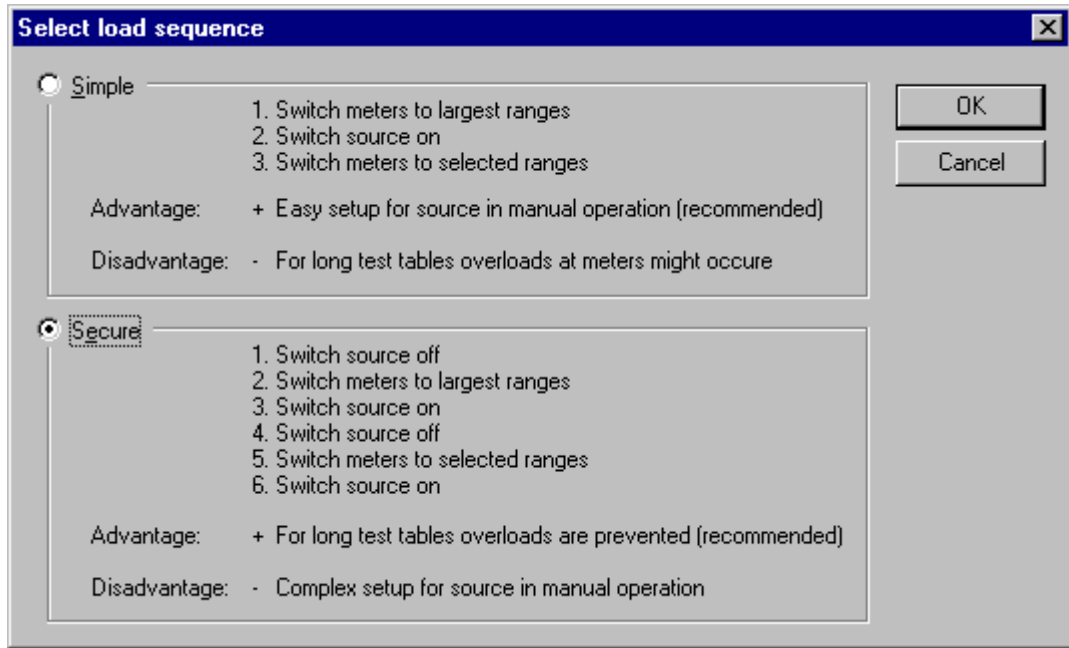 Select load sequence
Simple
1. Switch meters to largest ranges
2. Switch source on
3. Switch meters to selected ranges
Advantage: + Easy setup for source in manual operation (recommended)
Disadvantage: - For long test tables overloads at meters might occure
OK
Cancel
Secure
1. Switch source off
2. Switch meters to largest ranges
3. Switch source on
4. Switch source off
5. Switch meters to selected ranges
6. Switch source on
Advantage: + For long test tables overloads are prevented (recommended)
Disadvantage: - Complex setup for source in manual operation